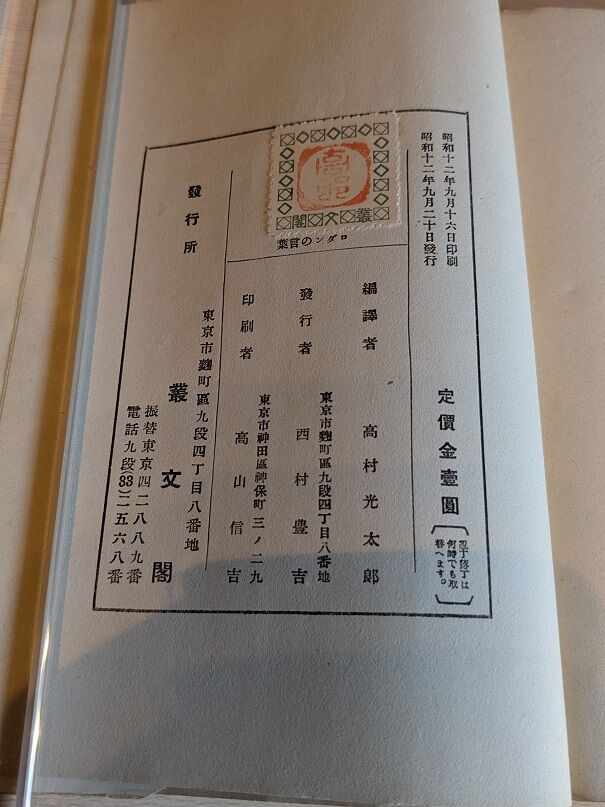 昭和十二年九月十六日印刷
昭和十二年九月二十日發行
定價金壹圓
乱丁落丁は
何時でも取
替へます。
叢文閣
ロダンの言葉
編譯者 高村光太郎
東京市麴町區九段四丁目八番地
發行者 西村豊吉
東京市神田區神保町三ノ二九
印刷者 高山信吉
發行所
東京市麴町區九段四丁目八番地
叢文閣
振替東京四二八八九番
電話九段(33)二五六八番